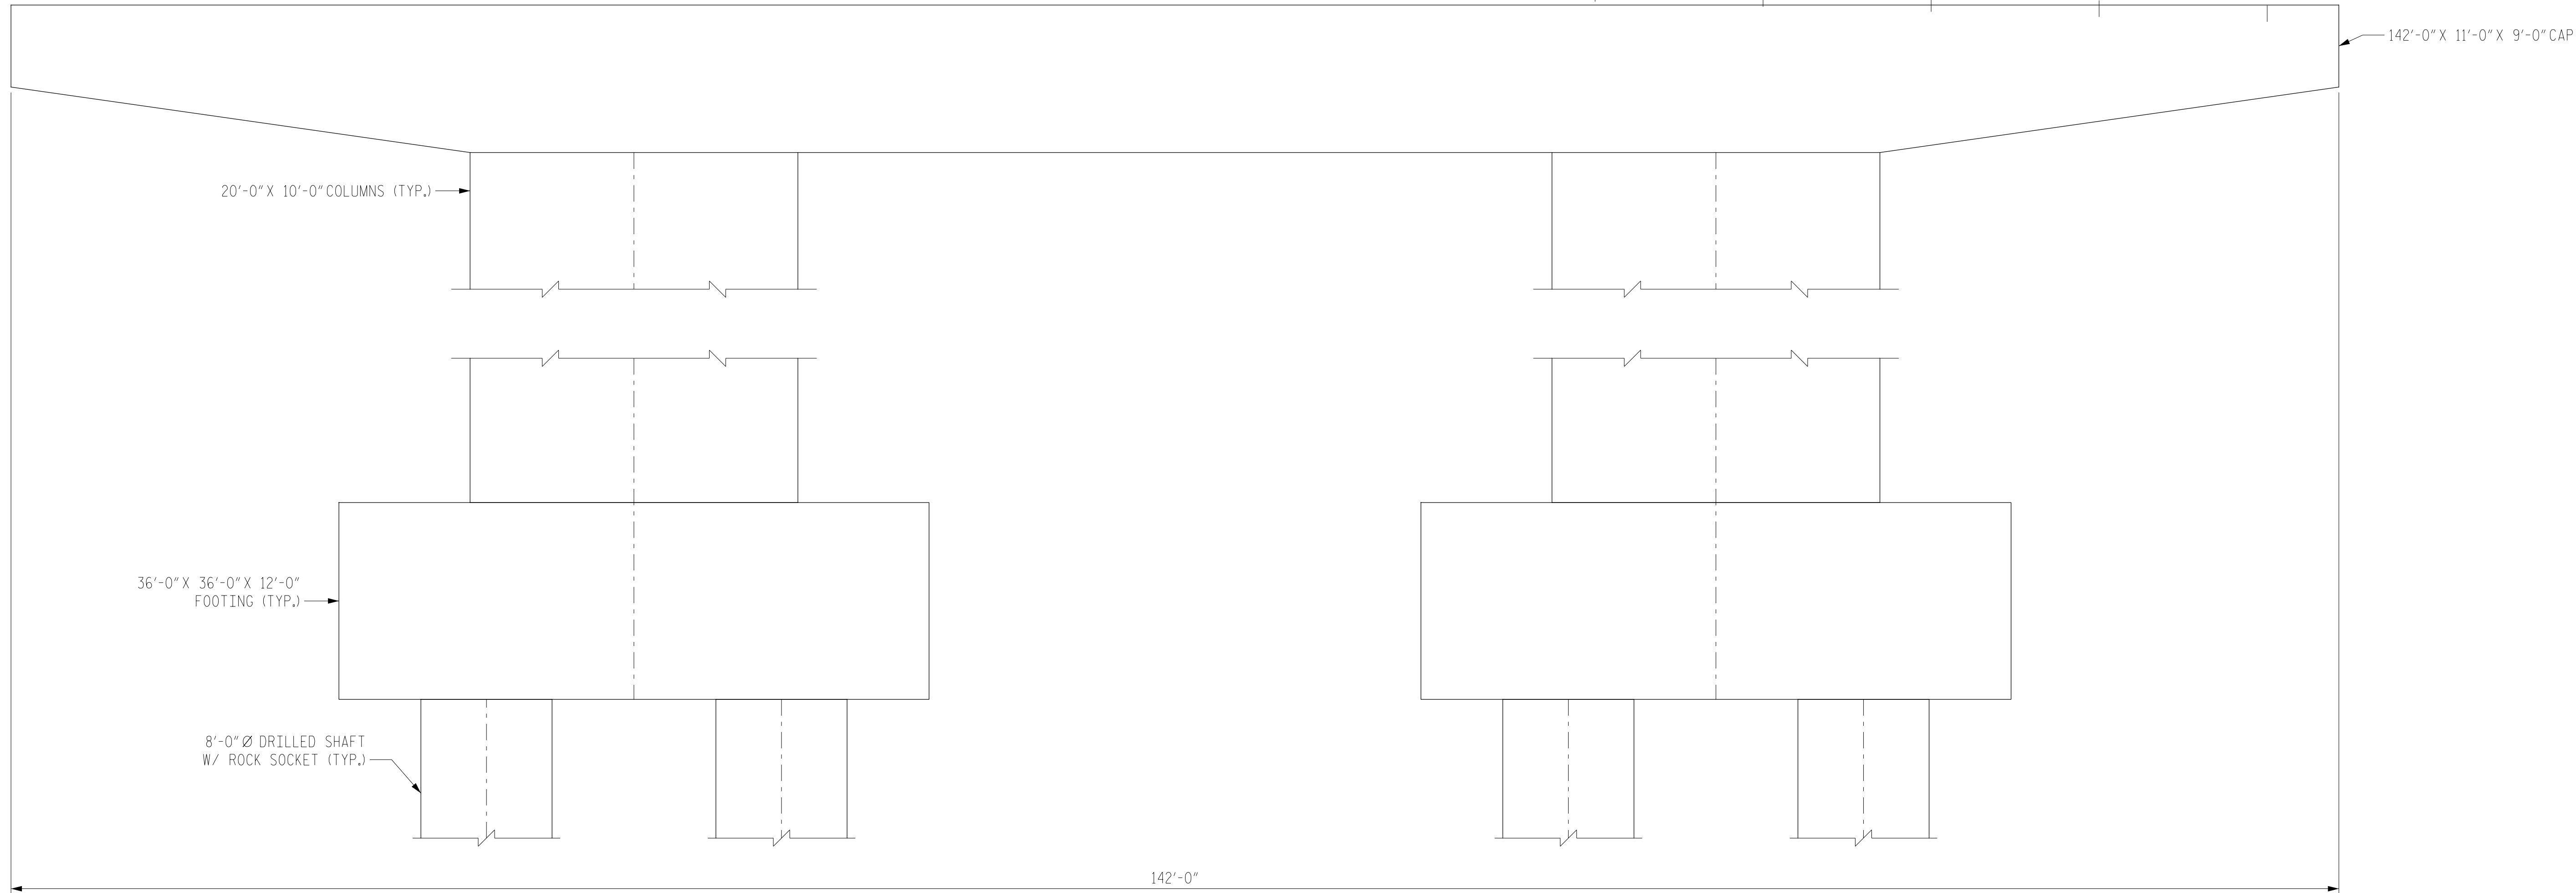 142'-0" X 11'-0" X 9'-0" CAP
20'-0" X 10'-0" COLUMNS (TYP.)
36'-0" X 36'-0" X 12'-0"
FOOTING (TYP.)
8'-0" Ø DRILLED SHAFT
W/ ROCK SOCKET (TYP.)
142'-0"